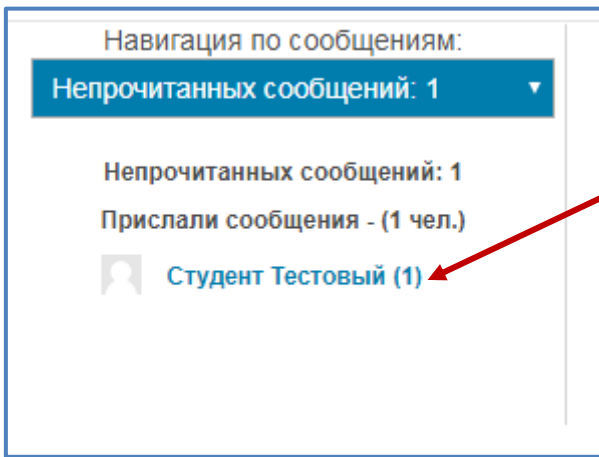 Навигация по сообщениям:
Непрочитанных сообщений: 1
Непрочитанных сообщений: 1
Прислали сообщения - (1 чел.)
Студент Тестовый (1)